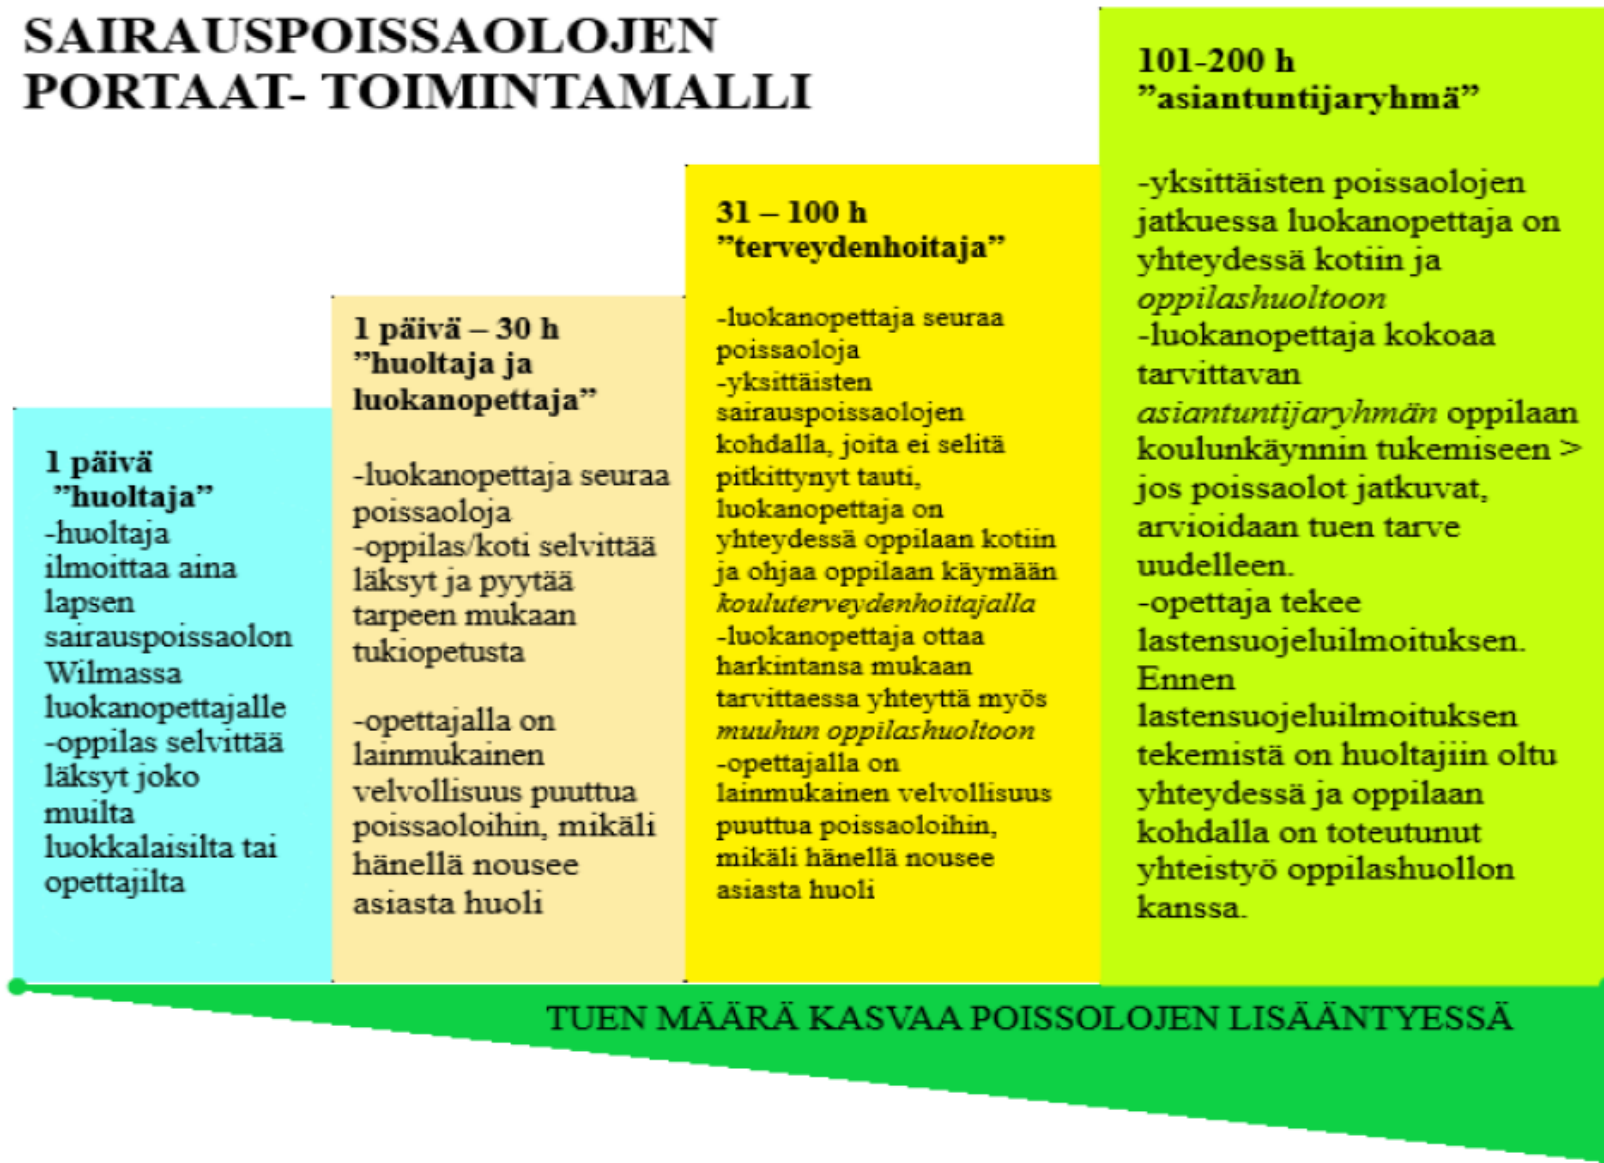 SAIRAUSPOISSAOLOJEN
PORTAAT- TOIMINTAMALLI
1 päivä
”huoltaja”
-huoltaja
ilmoittaa aina
lapsen
sairauspoissaolon
Wilmassa
luokanopettajalle
-oppilas selvittää
läksyt joko
muilta
luokkalaisilta tai
opettajilta
1 päivä – 30 h
”huoltaja ja
luokanopettaja”
-luokanopettaja seuraa
poissaoloja
-oppilas/koti selvittää
läksyt ja pyytää
tarpeen mukaan
tukiopetusta
-opettajalla on
lainmukainen
velvollisuus puuttua
poissaoloihin, mikäli
hänellä nousee
asiasta huoli
31 – 100 h
”terveydenhoitaja”
-luokanopettaja seuraa
poissaoloja
-yksittäisten
sairauspoissaolojen
kohdalla, joita ei selitä
pitkittynyt tauti,
luokanopettaja on
yhteydessä oppilaan kotiin
ja ohjaa oppilaan käymään
kouluterveydenhoitajalla
-luokanopettaja ottaa
harkintansa mukaan
tarvittaessa yhteyttä myös
muuhun oppilashuoltoon
-opettajalla on
lainmukainen velvollisuus
puuttua poissaoloihin,
mikäli hänellä nousee
asiasta huoli
101-200 h
”asiantuntijaryhmä”
-yksittäisten poissaolojen
jatkuessa luokanopettaja on
yhteydessä kotiin ja
oppilashuoltoon
-luokanopettaja kokoaa
tarvittavan
asiantuntijaryhmän oppilaan
koulunkäynnin tukemiseen >
jos poissaolot jatkuvat,
arvioidaan tuen tarve
uudelleen.
-opettaja tekee
lastensuojeluilmoituksen.
Ennen
lastensuojeluilmoituksen
tekemistä on huoltajiin oltu
yhteydessä ja oppilaan
kohdalla on toteutunut
yhteistyö oppilashuollon
kanssa.
TUEN MÄÄRÄ KASVAA POISSOLOJEN LISÄÄNTYESSÄ